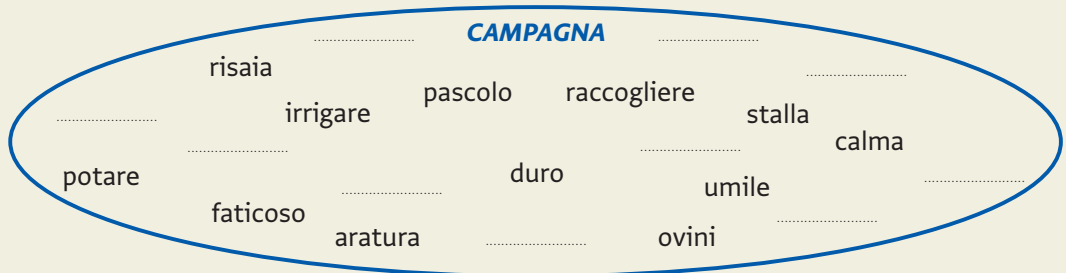 CAMPAGNA
risaia
pascolo raccogliere
irrigare stalla
calma
potare duro umile
faticoso
aratura ovini